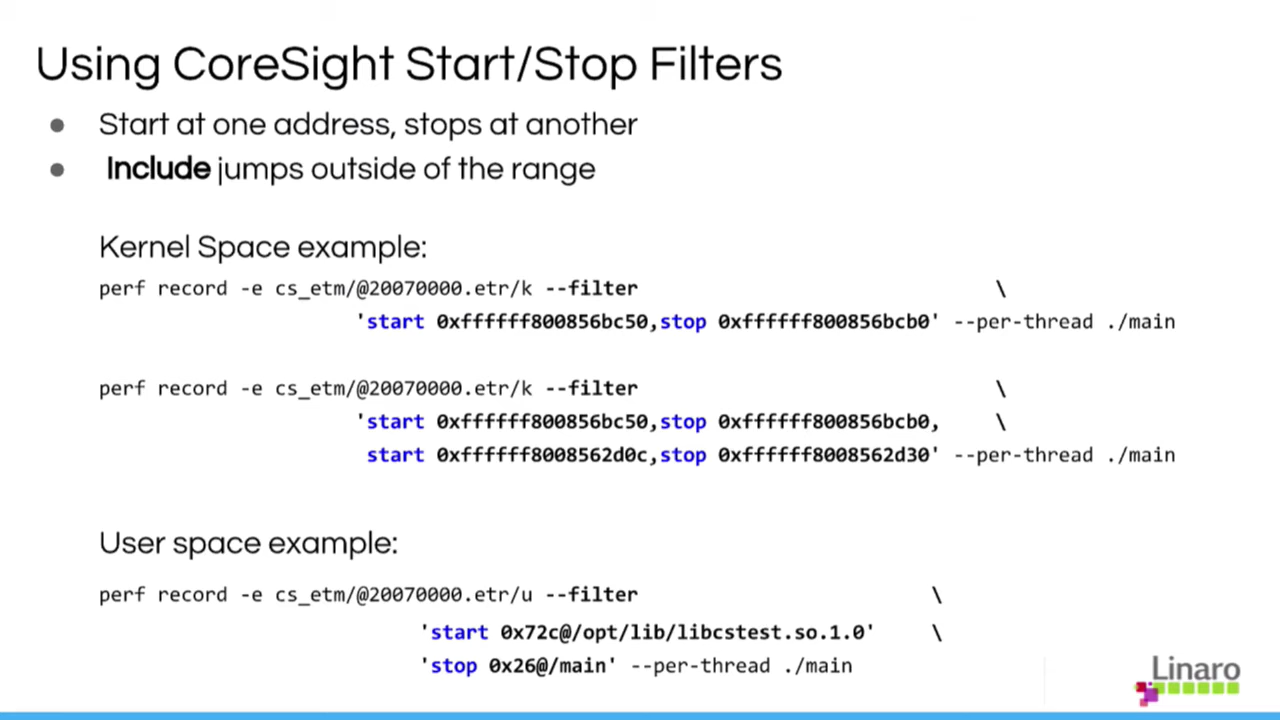 Using CoreSight Start/Stop Filters
● Start at one address, stops at another
● Include jumps outside of the range
Kernel Space example:
perf record -e cs_etm/@20070000.etr/k --filter \
'start 0xffffff800856bc50,stop 0xffffff800856bcb0' --per-thread ./main
perf record -e cs_etm/@20070000.etr/k --filter \
'start 0xffffff800856bc50,stop 0xffffff800856bcb0, \
start 0xffffff8008562d0c,stop 0xffffff8008562d30' --per-thread ./main
User space example:
perf record -e cs_etm/@20070000.etr/u --filter \
'start 0x72c@/opt/lib/libcstest.so.1.0' \
'stop 0x26@/main' --per-thread ./main
Linaro